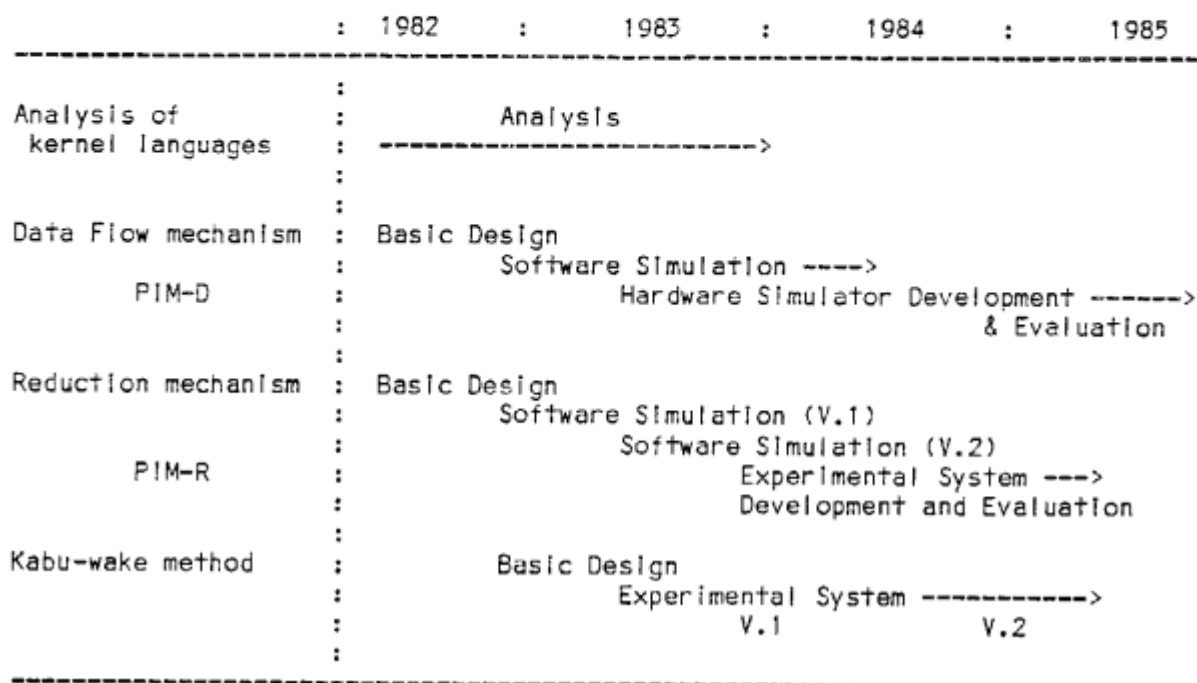 : 1982 : 1983 : 1984 : 1985
------------------------------------------------------------------------------------
:
Analysis of : Analysis
kernel languages : -------------------------->
:
:
Data Flow mechanism : Basic Design
: Software Simulation ---->
PIM-D : Hardware Simulator Development ------>
: & Evaluation
:
Reduction mechanism : Basic Design
: Software Simulation (V.1)
: Software Simulation (V.2)
PIM-R : Experimental System --->
: Development and Evaluation
:
Kabu-wake method : Basic Design
: Experimental System ----------->
: V.1 V.2
:
------------------------------------------------------------